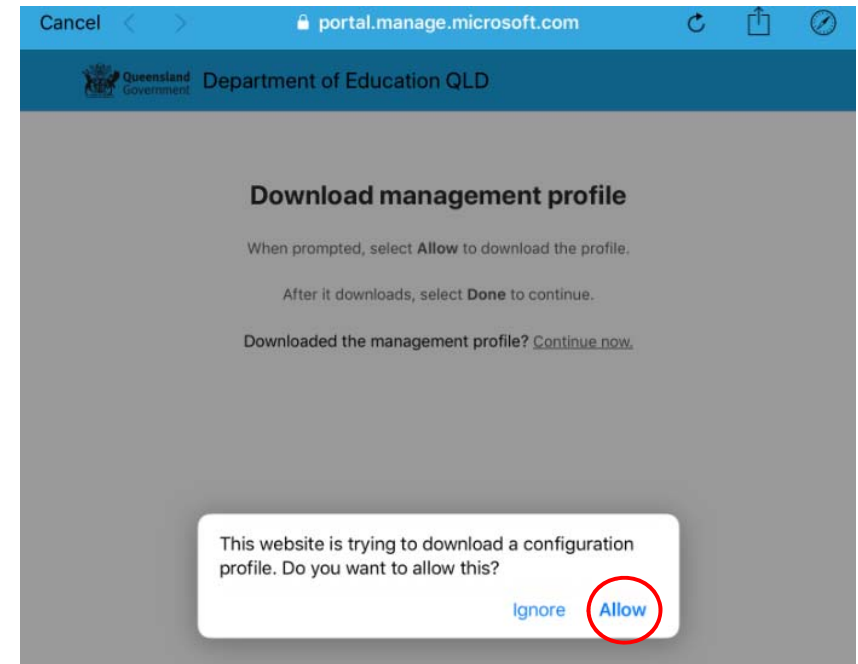 Cancel portal.manage.microsoft.com
Queensland
Government
Department of Education QLD
Download management profile
When prompted, select Allow to download the profile.
After it downloads, select Done to continue.
Downloaded the management profile? Continue now.
This website is trying to download a configuration
profile. Do you want to allow this?
Ignore Allow